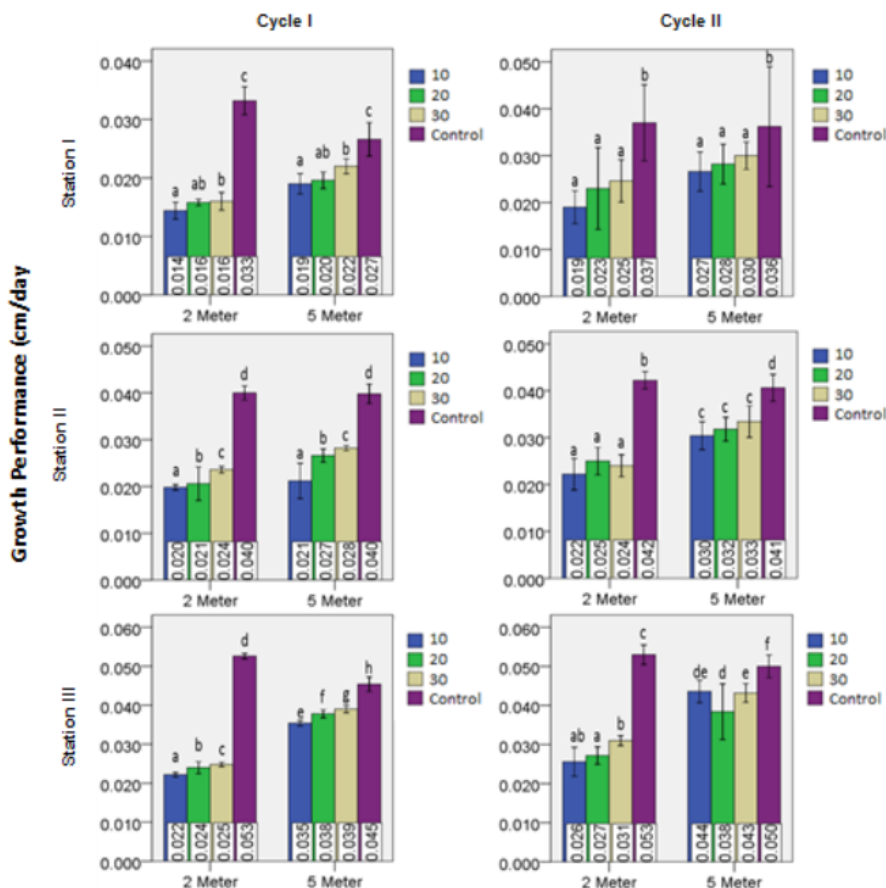 Cycle I
Cycle II
Growth Performance (cm/day)
Station I
0.040
0.030
0.020
0.010
0.000
a
ab
b
c
a
ab
b
c
0.014
0.016
0.016
0.033
0.019
0.020
0.022
0.027
2 Meter
5 Meter
10
20
30
Control
0.050
0.040
0.030
0.020
0.010
0.000
a
a
a
b
a
a
a
b
0.019
0.023
0.025
0.037
0.027
0.028
0.030
0.036
2 Meter
5 Meter
10
20
30
Control
Station II
0.050
0.040
0.030
0.020
0.010
0.000
a
b
c
d
a
b
c
d
0.020
0.021
0.024
0.040
0.021
0.027
0.028
0.040
2 Meter
5 Meter
10
20
30
Control
0.050
0.040
0.030
0.020
0.010
0.000
a
a
a
b
c
c
c
d
0.022
0.025
0.024
0.042
0.030
0.032
0.033
0.041
2 Meter
5 Meter
10
20
30
Control
Station III
0.060
0.050
0.040
0.030
0.020
0.010
0.000
a
b
c
d
e
f
g
h
0.022
0.024
0.025
0.053
0.035
0.038
0.039
0.045
2 Meter
5 Meter
10
20
30
Control
0.060
0.050
0.040
0.030
0.020
0.010
0.000
ab
a
b
c
de
d
e
f
0.026
0.027
0.031
0.053
0.044
0.038
0.043
0.050
2 Meter
5 Meter
10
20
30
Control